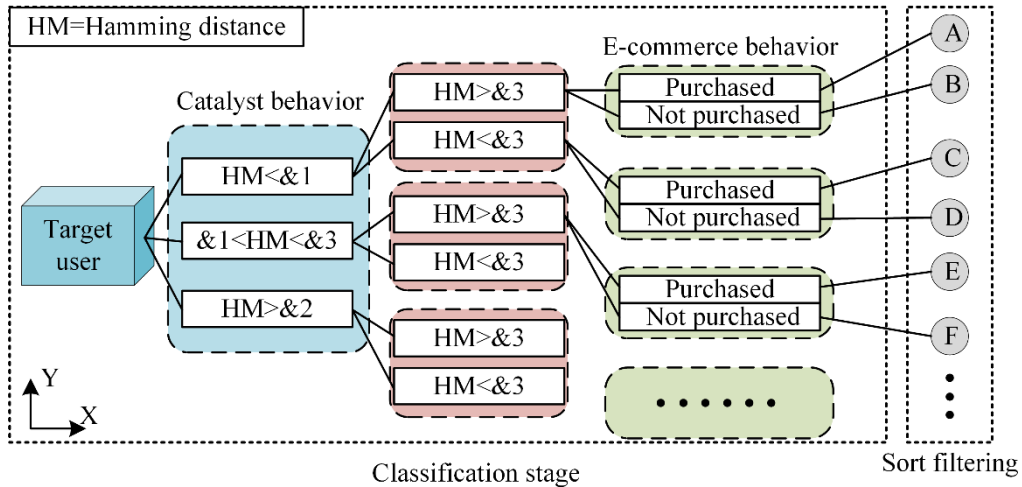 HM=Hamming distance
Catalyst behavior
E-commerce behavior
Target
user
HM<&1
&1<HM<&3
HM>&2
HM>&3
HM<&3
HM>&3
HM<&3
HM>&3
HM<&3
Purchased
Not purchased
Purchased
Not purchased
Purchased
Not purchased
A
B
C
D
E
F
Y
X
Classification stage
Sort filtering